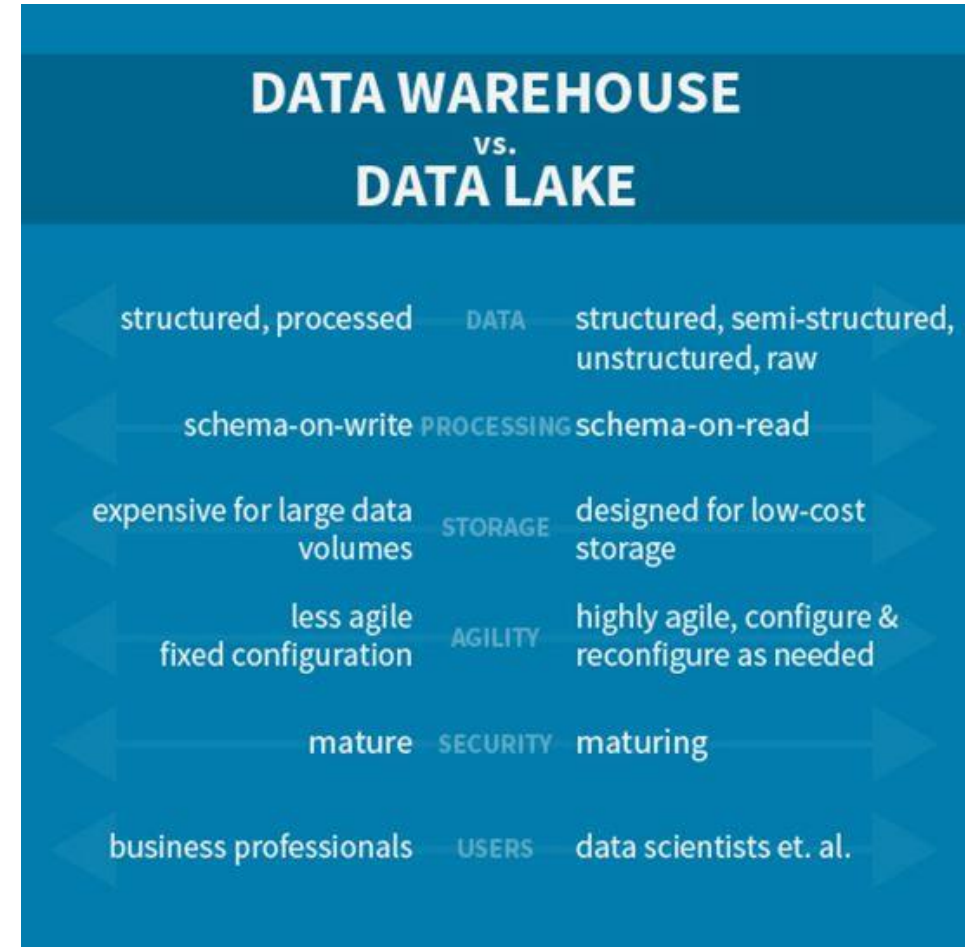 DATA WAREHOUSE
vs.
DATA LAKE
structured, processed DATA structured, semi-structured,
unstructured, raw
schema-on-write PROCESSING schema-on-read
expensive for large data
volumes STORAGE designed for low-cost
storage
less agile
fixed configuration AGILITY highly agile, configure &
reconfigure as needed
mature SECURITY maturing
business professionals USERS data scientists et. al.